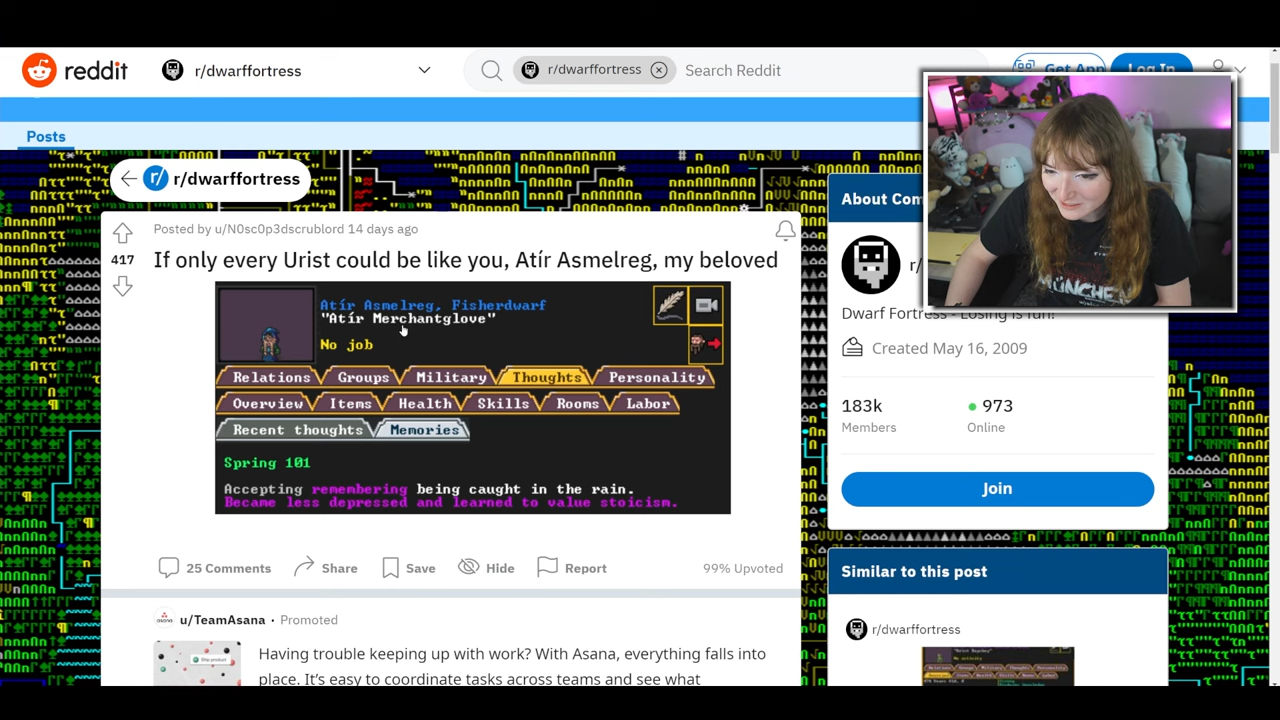 reddit
r/dwarffortress
r/dwarffortress
Search Reddit
Get App
Log In
Posts
r/ r/dwarffortress
Posted by u/N0sc0p3dscrublord 14 days ago
417
If only every Urist could be like you, Atír Asmelreg, my beloved
Atír Asmelreg, Fisherdwarf
"Atír Merchantglove"
No job
Relations Groups Military Thoughts Personality
Overview Items Health Skills Rooms Labor
Recent thoughts Memories
Spring 101
Accepting remembering being caught in the rain.
Became less depressed and learned to value stoicism.
25 Comments Share Save Hide Report 99% Upvoted
u/TeamAsana · Promoted
Having trouble keeping up with work? With Asana, everything falls into
It's easy to coordinate tasks across teams and see what
About Com
r/
Dwarf Fortress - Losing is fun!
Created May 16, 2009
183k
Members
973
Online
Join
Similar to this post
r/dwarffortress
MÜNCHEN